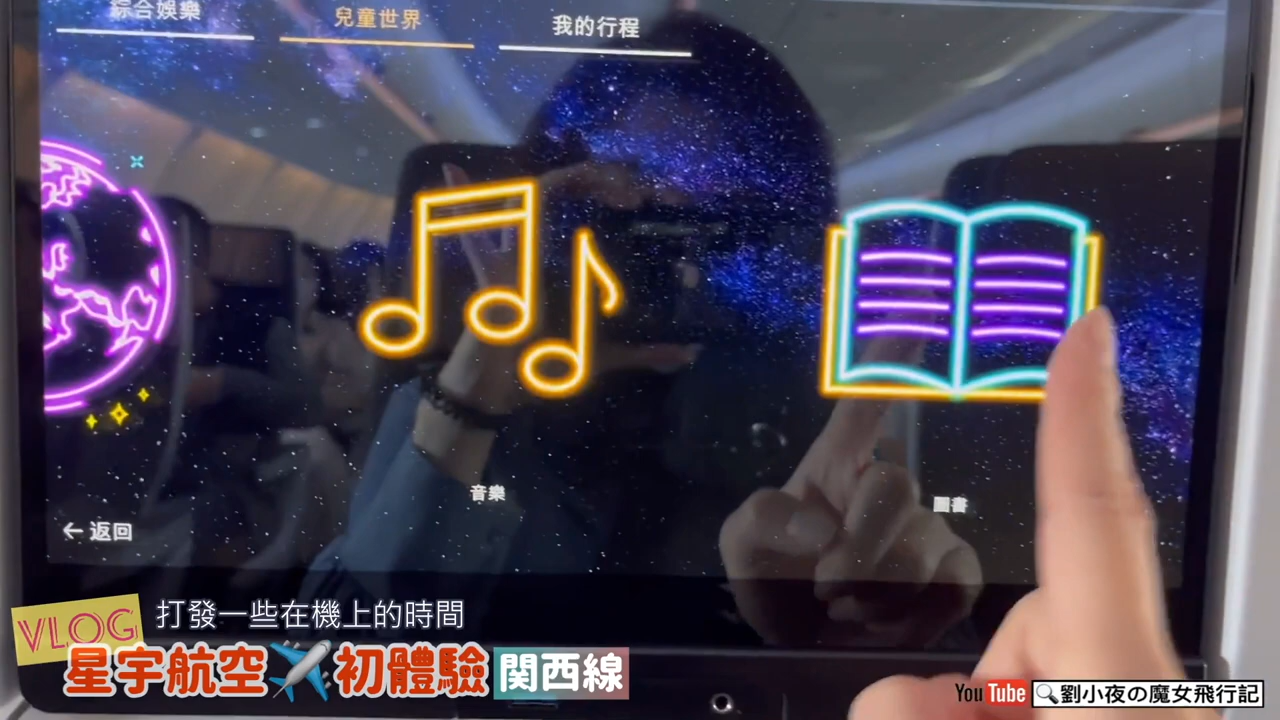 綜合娛樂
兒童世界
我的行程
音樂
圖書
← 返回
VLOG
打發一些在機上的時間
星宇航空✈初體驗 関西線
YouTube 劉小夜の魔女飛行記